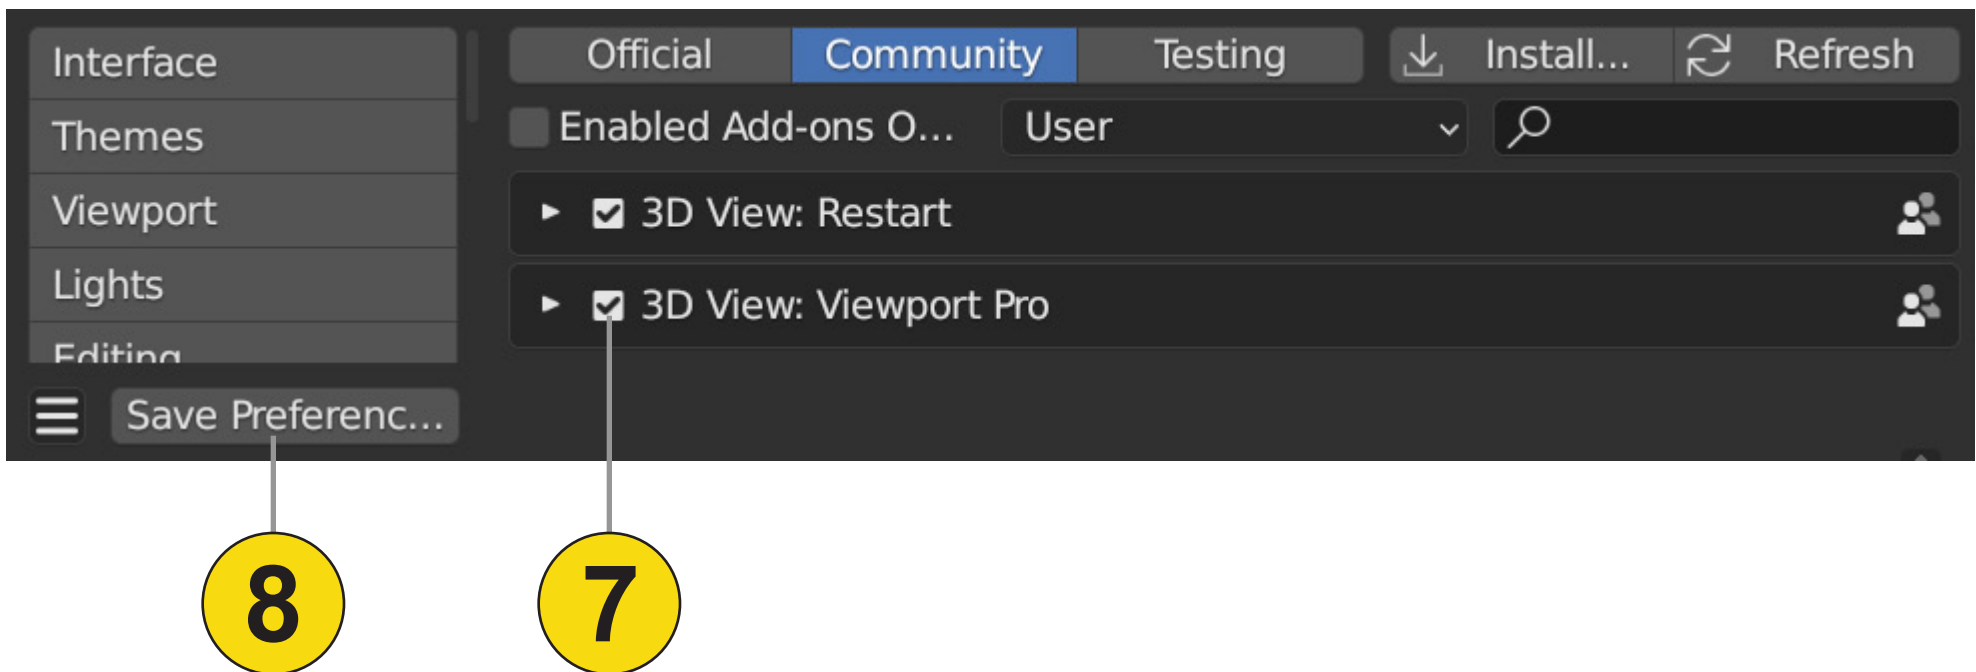 Interface
Themes
Viewport
Lights
Editing
Save Preferenc...
Official Community Testing Install... Refresh
Enabled Add-ons O... User
3D View: Restart
3D View: Viewport Pro
8 7